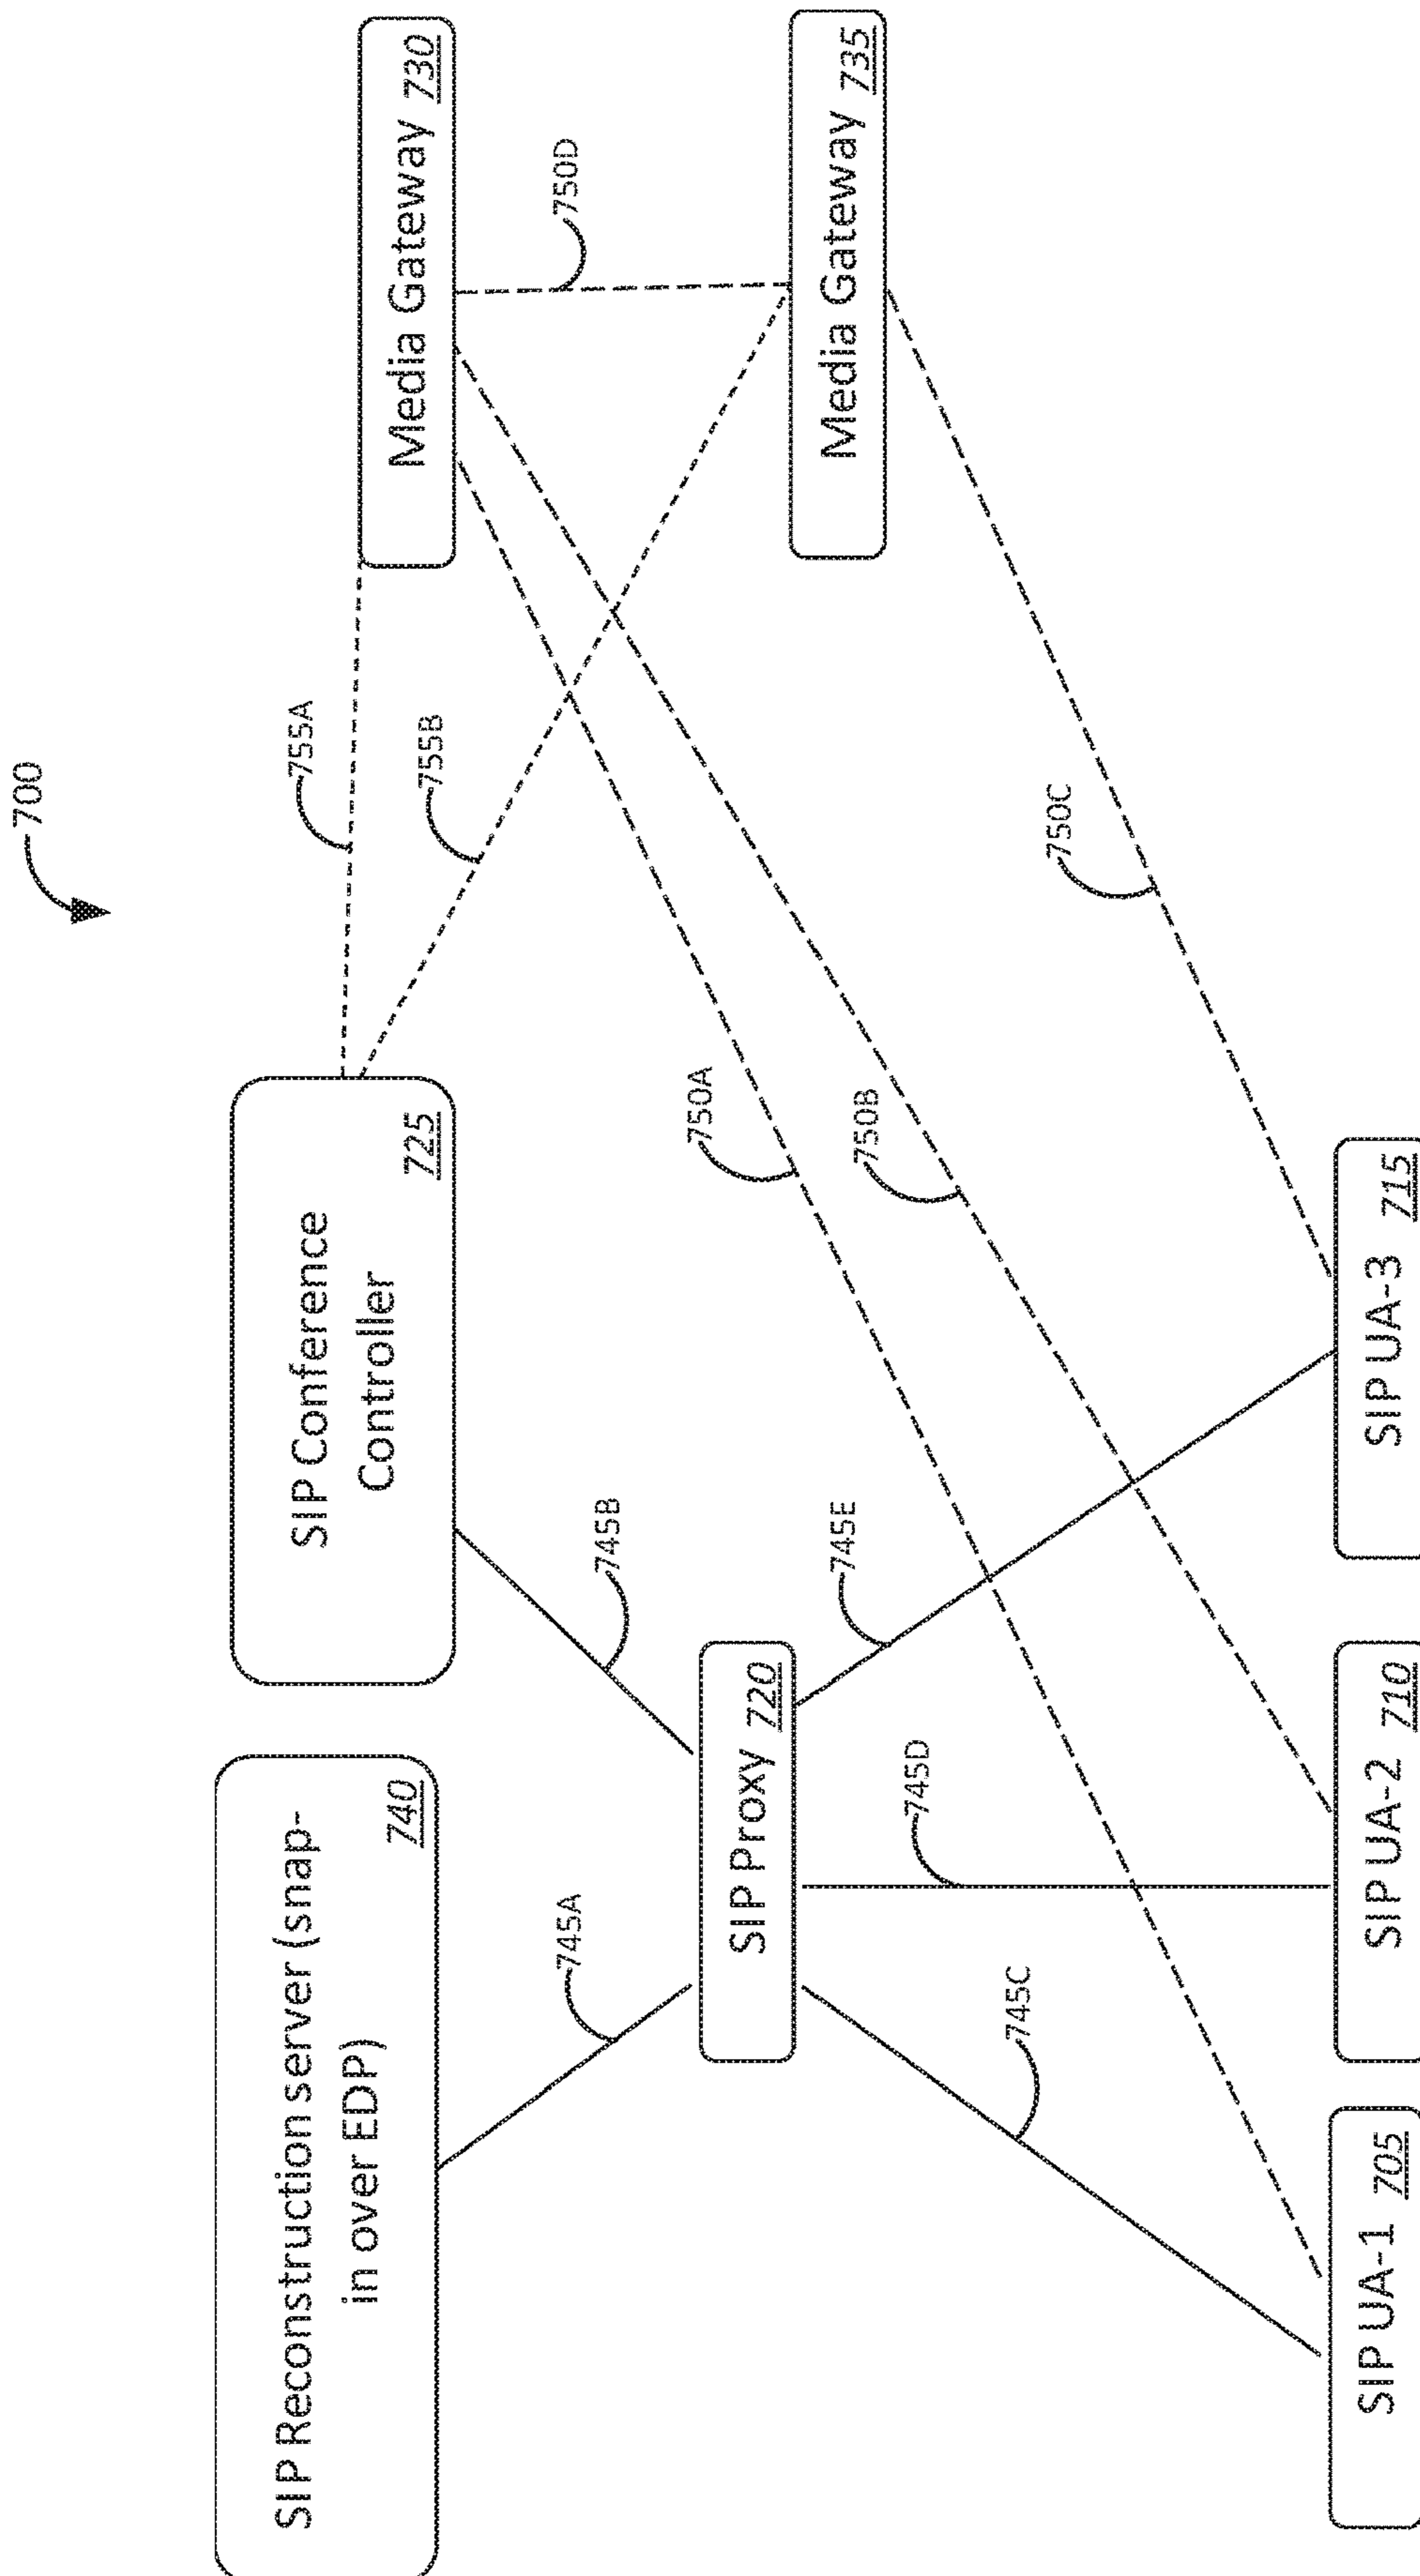 700
SIP Reconstruction server (snap-
in over EDP)
740
SIP Conference
Controller
725
755A
755B
Media Gateway 730
750D
745A
745B
SIP Proxy 720
750A
Media Gateway 735
745C
745D
745E
750B
750C
SIP UA-1 705
SIP UA-2 710
SIP UA-3 715